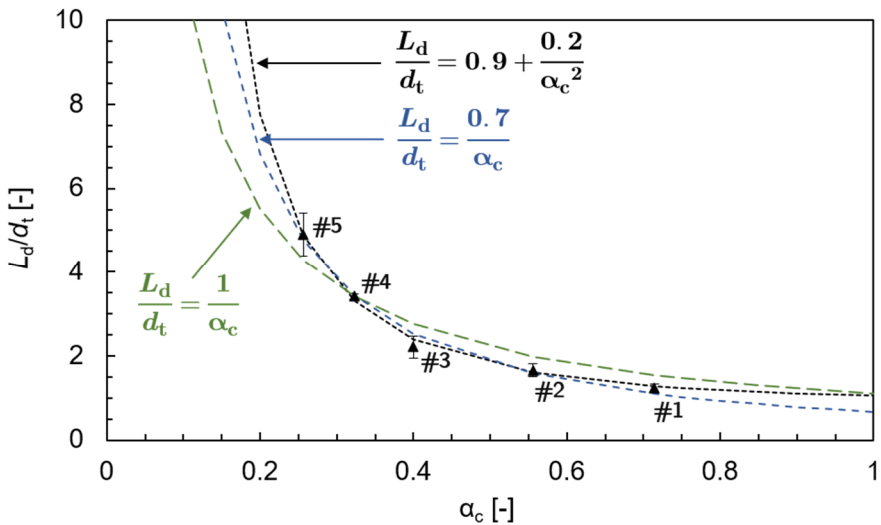 10
8
6
4
2
0
L_d/d_t [-]
L_d/d_t = 0.9 + 0.2/α_c²
L_d/d_t = 0.7/α_c
L_d/d_t = 1/α_c
#5
#4
#3
#2
#1
0 0.2 0.4 0.6 0.8 1
α_c [-]